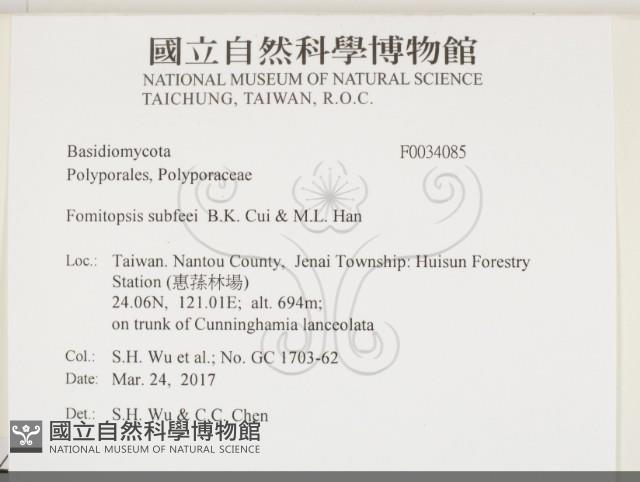 國立自然科學博物館
NATIONAL MUSEUM OF NATURAL SCIENCE
TAICHUNG, TAIWAN, R.O.C.
Basidiomycota F0034085
Polyporales, Polyporaceae
Fomitopsis subfeei B.K. Cui & M.L. Han
Loc.: Taiwan. Nantou County, Jenai Township: Huisun Forestry
Station (惠蓀林場)
24.06N, 121.01E; alt. 694m;
on trunk of Cunninghamia lanceolata
Col.: S.H. Wu et al.; No. GC 1703-62
Date: Mar. 24, 2017
Det.: S.H. Wu & C.C. Chen
國立自然科學博物館
NATIONAL MUSEUM OF NATURAL SCIENCE